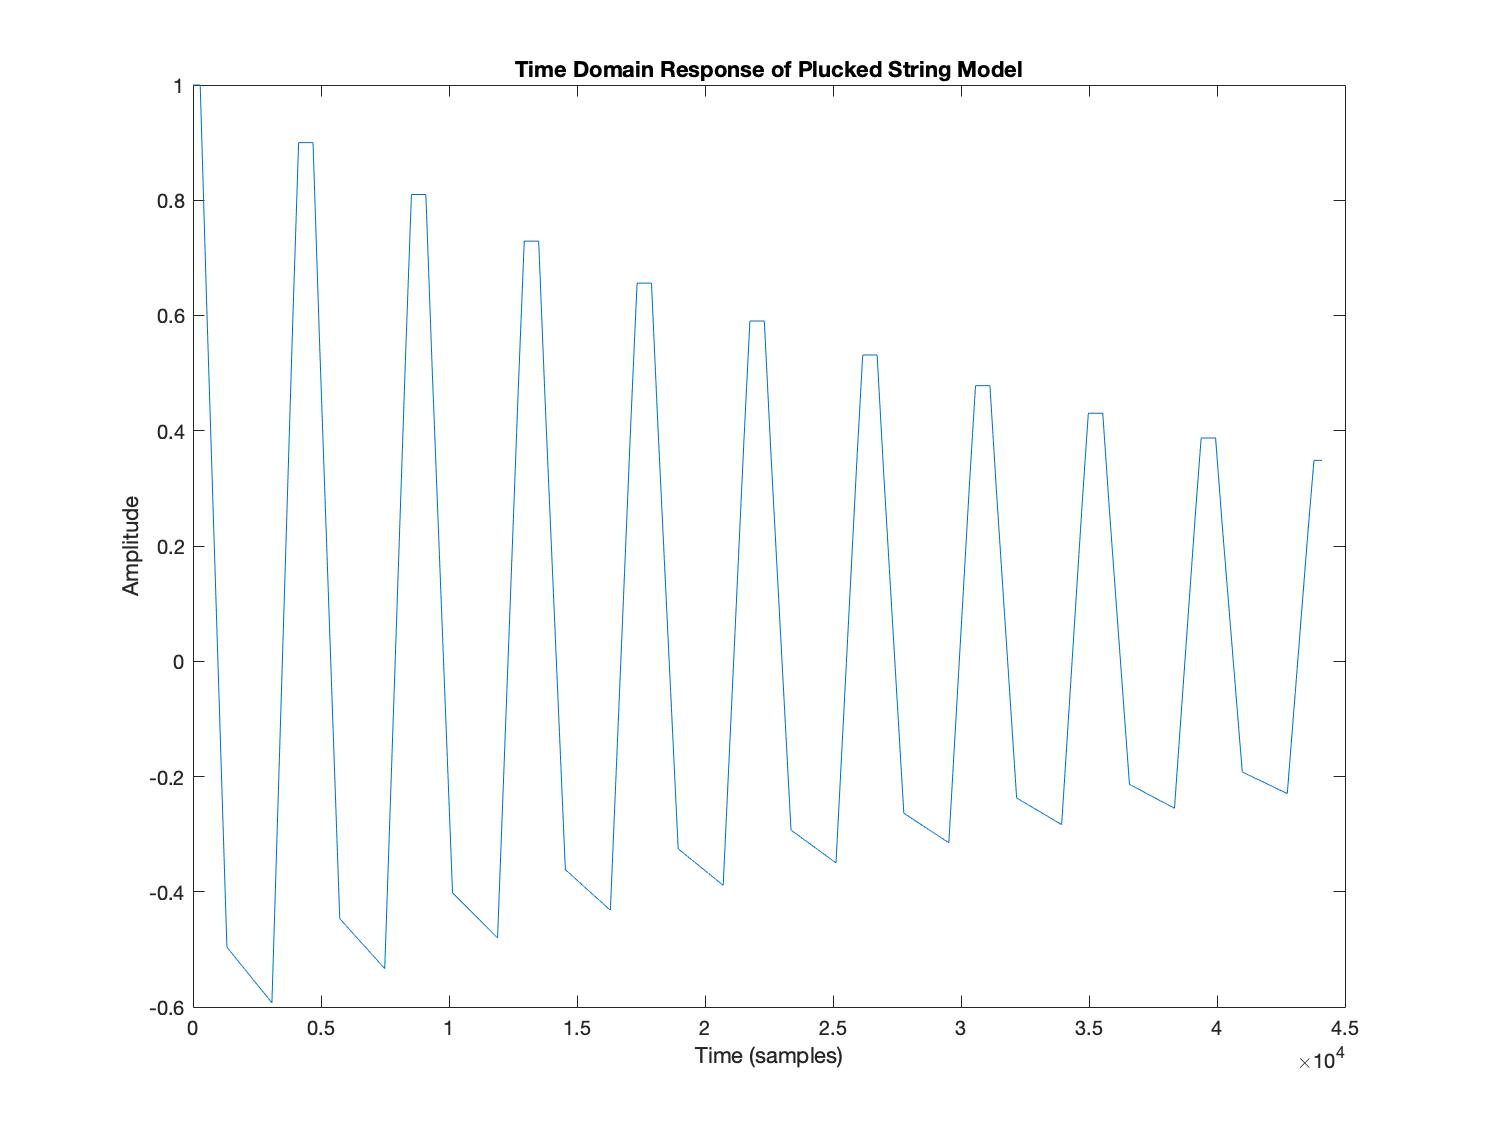 Time Domain Response of Plucked String Model
1
0.8
0.6
0.4
0.2
0
-0.2
-0.4
-0.6
Amplitude
0 0.5 1 1.5 2 2.5 3 3.5 4 4.5
Time (samples)
×10⁴